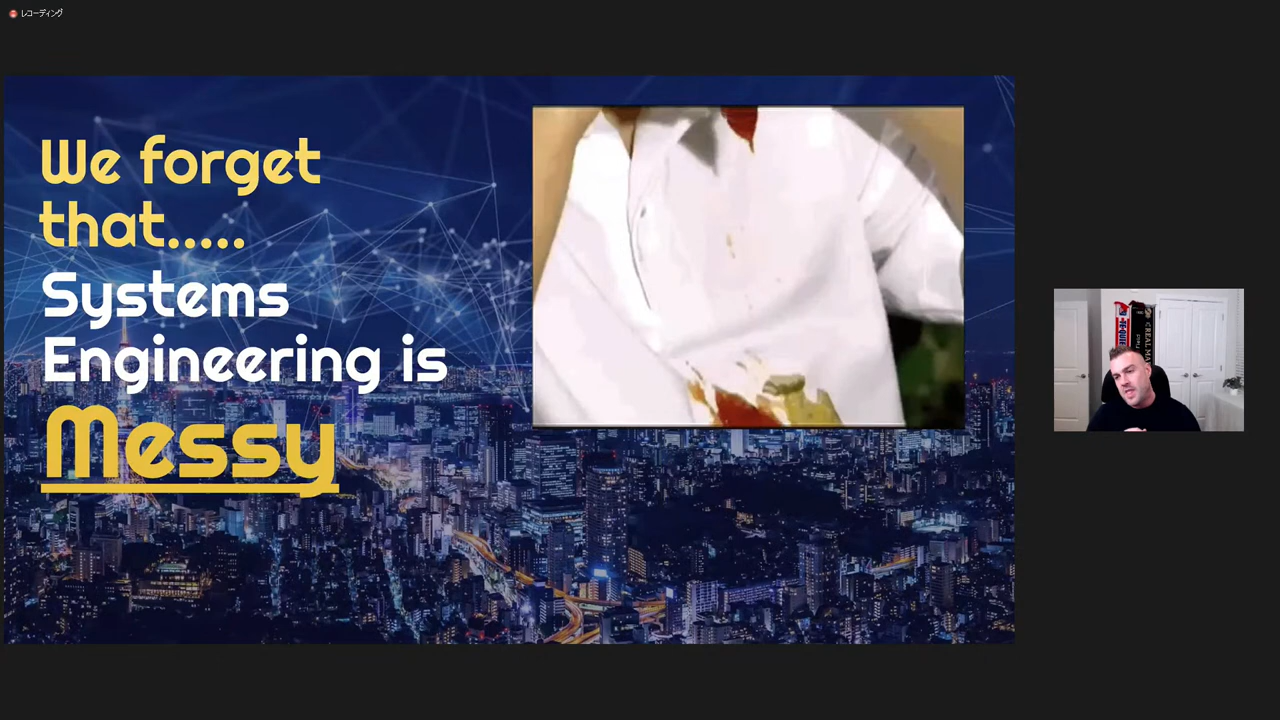 レコーディング
We forget
that.....
Systems
Engineering is
Messy